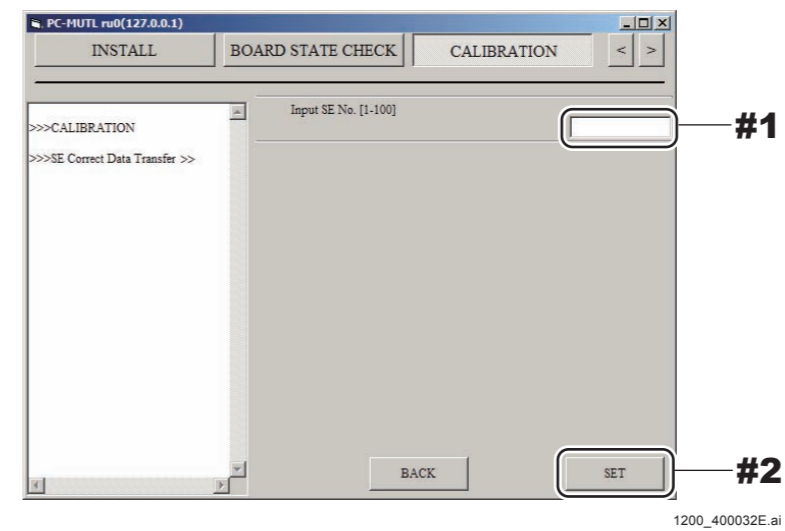 PC-MUTL ru0(127.0.0.1)
INSTALL BOARD STATE CHECK CALIBRATION < >
Input SE No. [1-100]
#1
>>>CALIBRATION
>>>SE Correct Data Transfer >>
BACK SET #2
1200_400032E.ai